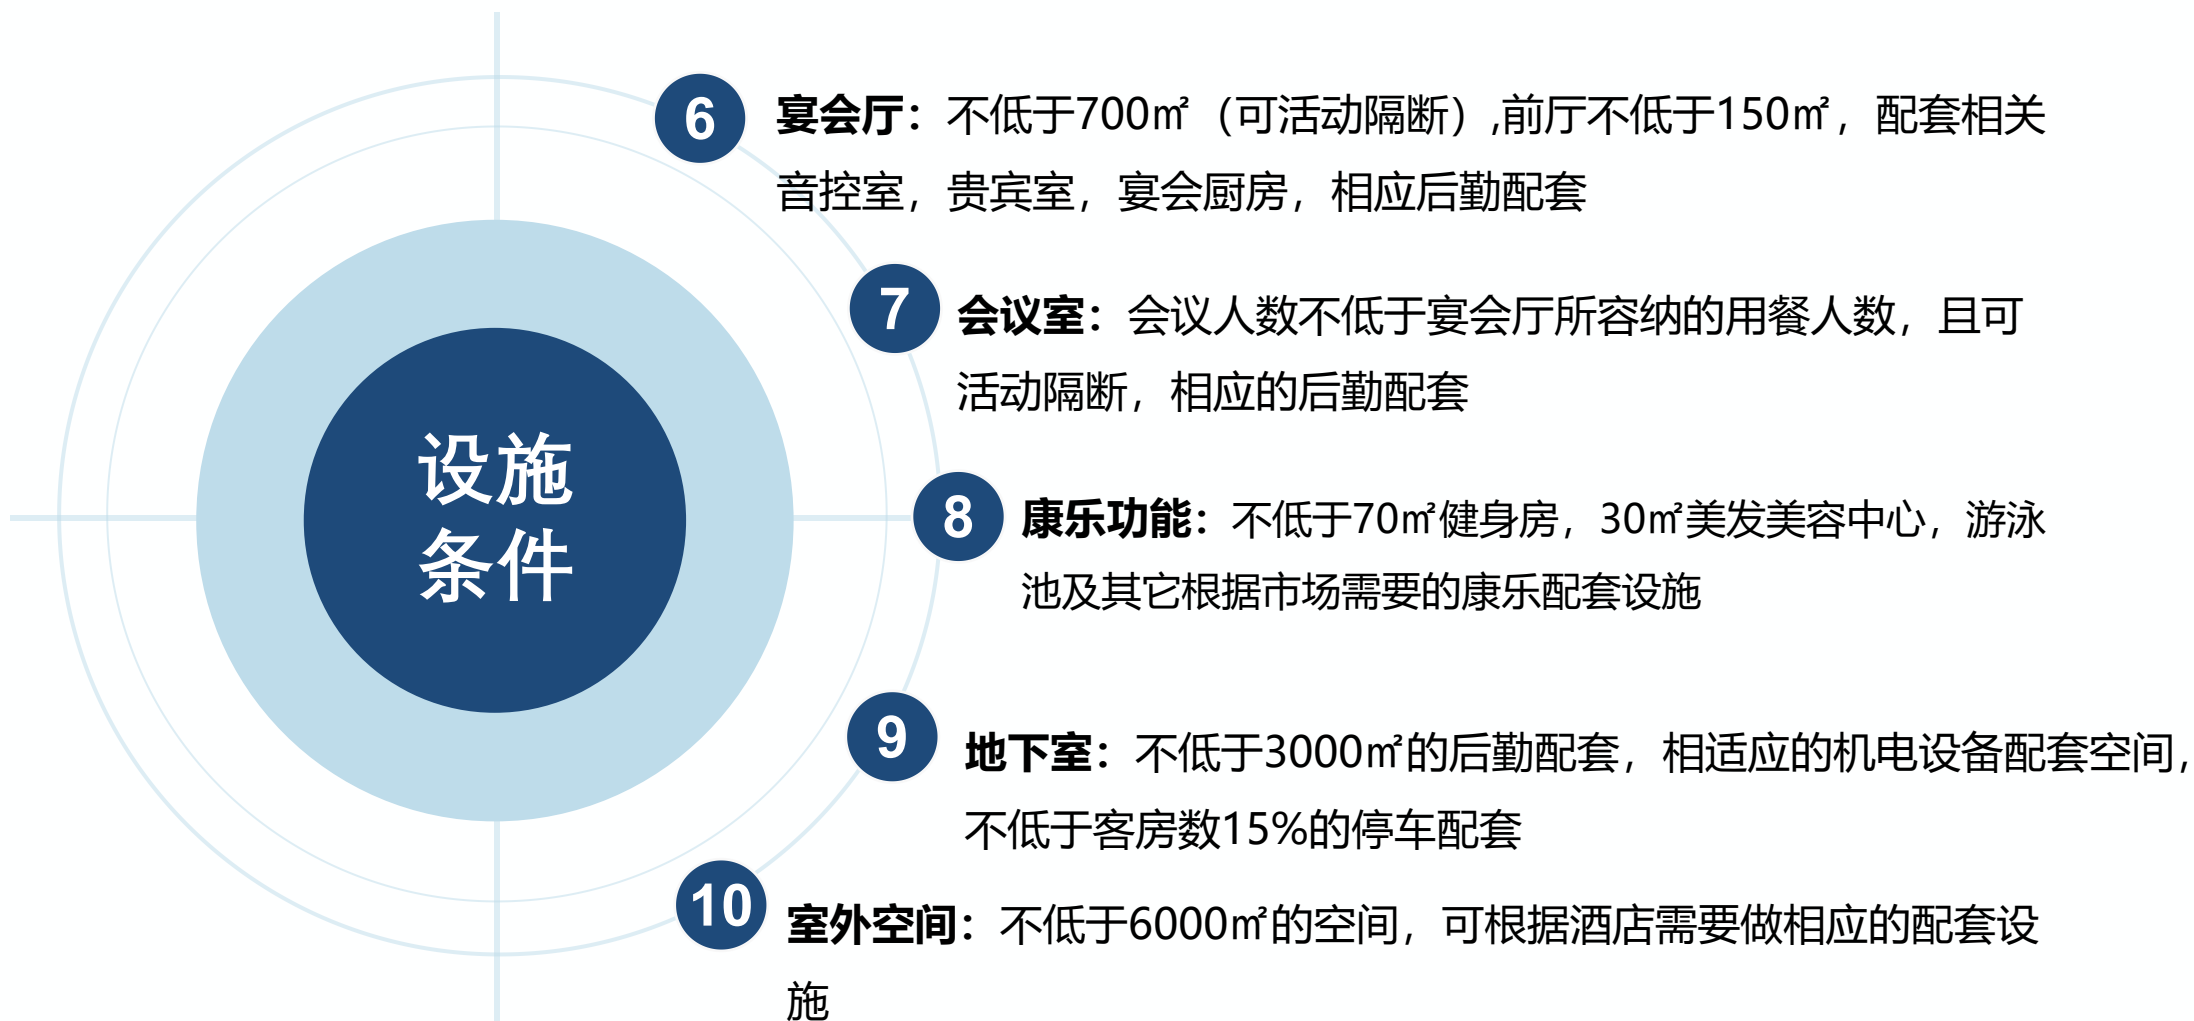 设施
条件
6
宴会厅：不低于700㎡（可活动隔断）,前厅不低于150㎡，配套相关
音控室，贵宾室，宴会厨房，相应后勤配套
7
会议室：会议人数不低于宴会厅所容纳的用餐人数，且可
活动隔断，相应的后勤配套
8
康乐功能：不低于70㎡健身房，30㎡美发美容中心，游泳
池及其它根据市场需要的康乐配套设施
9
地下室：不低于3000㎡的后勤配套，相适应的机电设备配套空间，
不低于客房数15%的停车配套
10
室外空间：不低于6000㎡的空间，可根据酒店需要做相应的配套设
施